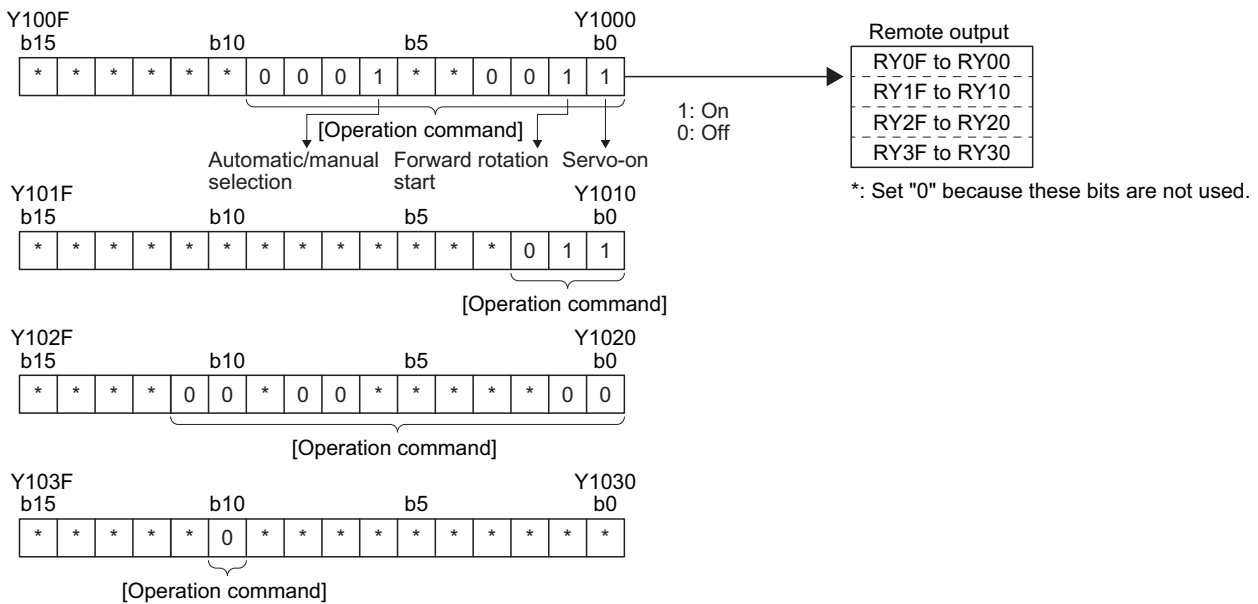 Y100F Y1000
b15 b10 b5 b0
* * * * * * 0 0 0 1 * * 0 0 1 1
[Operation command]
Automatic/manual selection
Forward rotation start
Servo-on
1: On
0: Off
Remote output
RY0F to RY00
RY1F to RY10
RY2F to RY20
RY3F to RY30
*: Set "0" because these bits are not used.
Y101F Y1010
b15 b10 b5 b0
* * * * * * * * * * * * * 0 1 1
[Operation command]
Y102F Y1020
b15 b10 b5 b0
* * * * 0 0 * 0 0 * * * * * 0 0
[Operation command]
Y103F Y1030
b15 b10 b5 b0
* * * * * 0 * * * * * * * * * *
[Operation command]